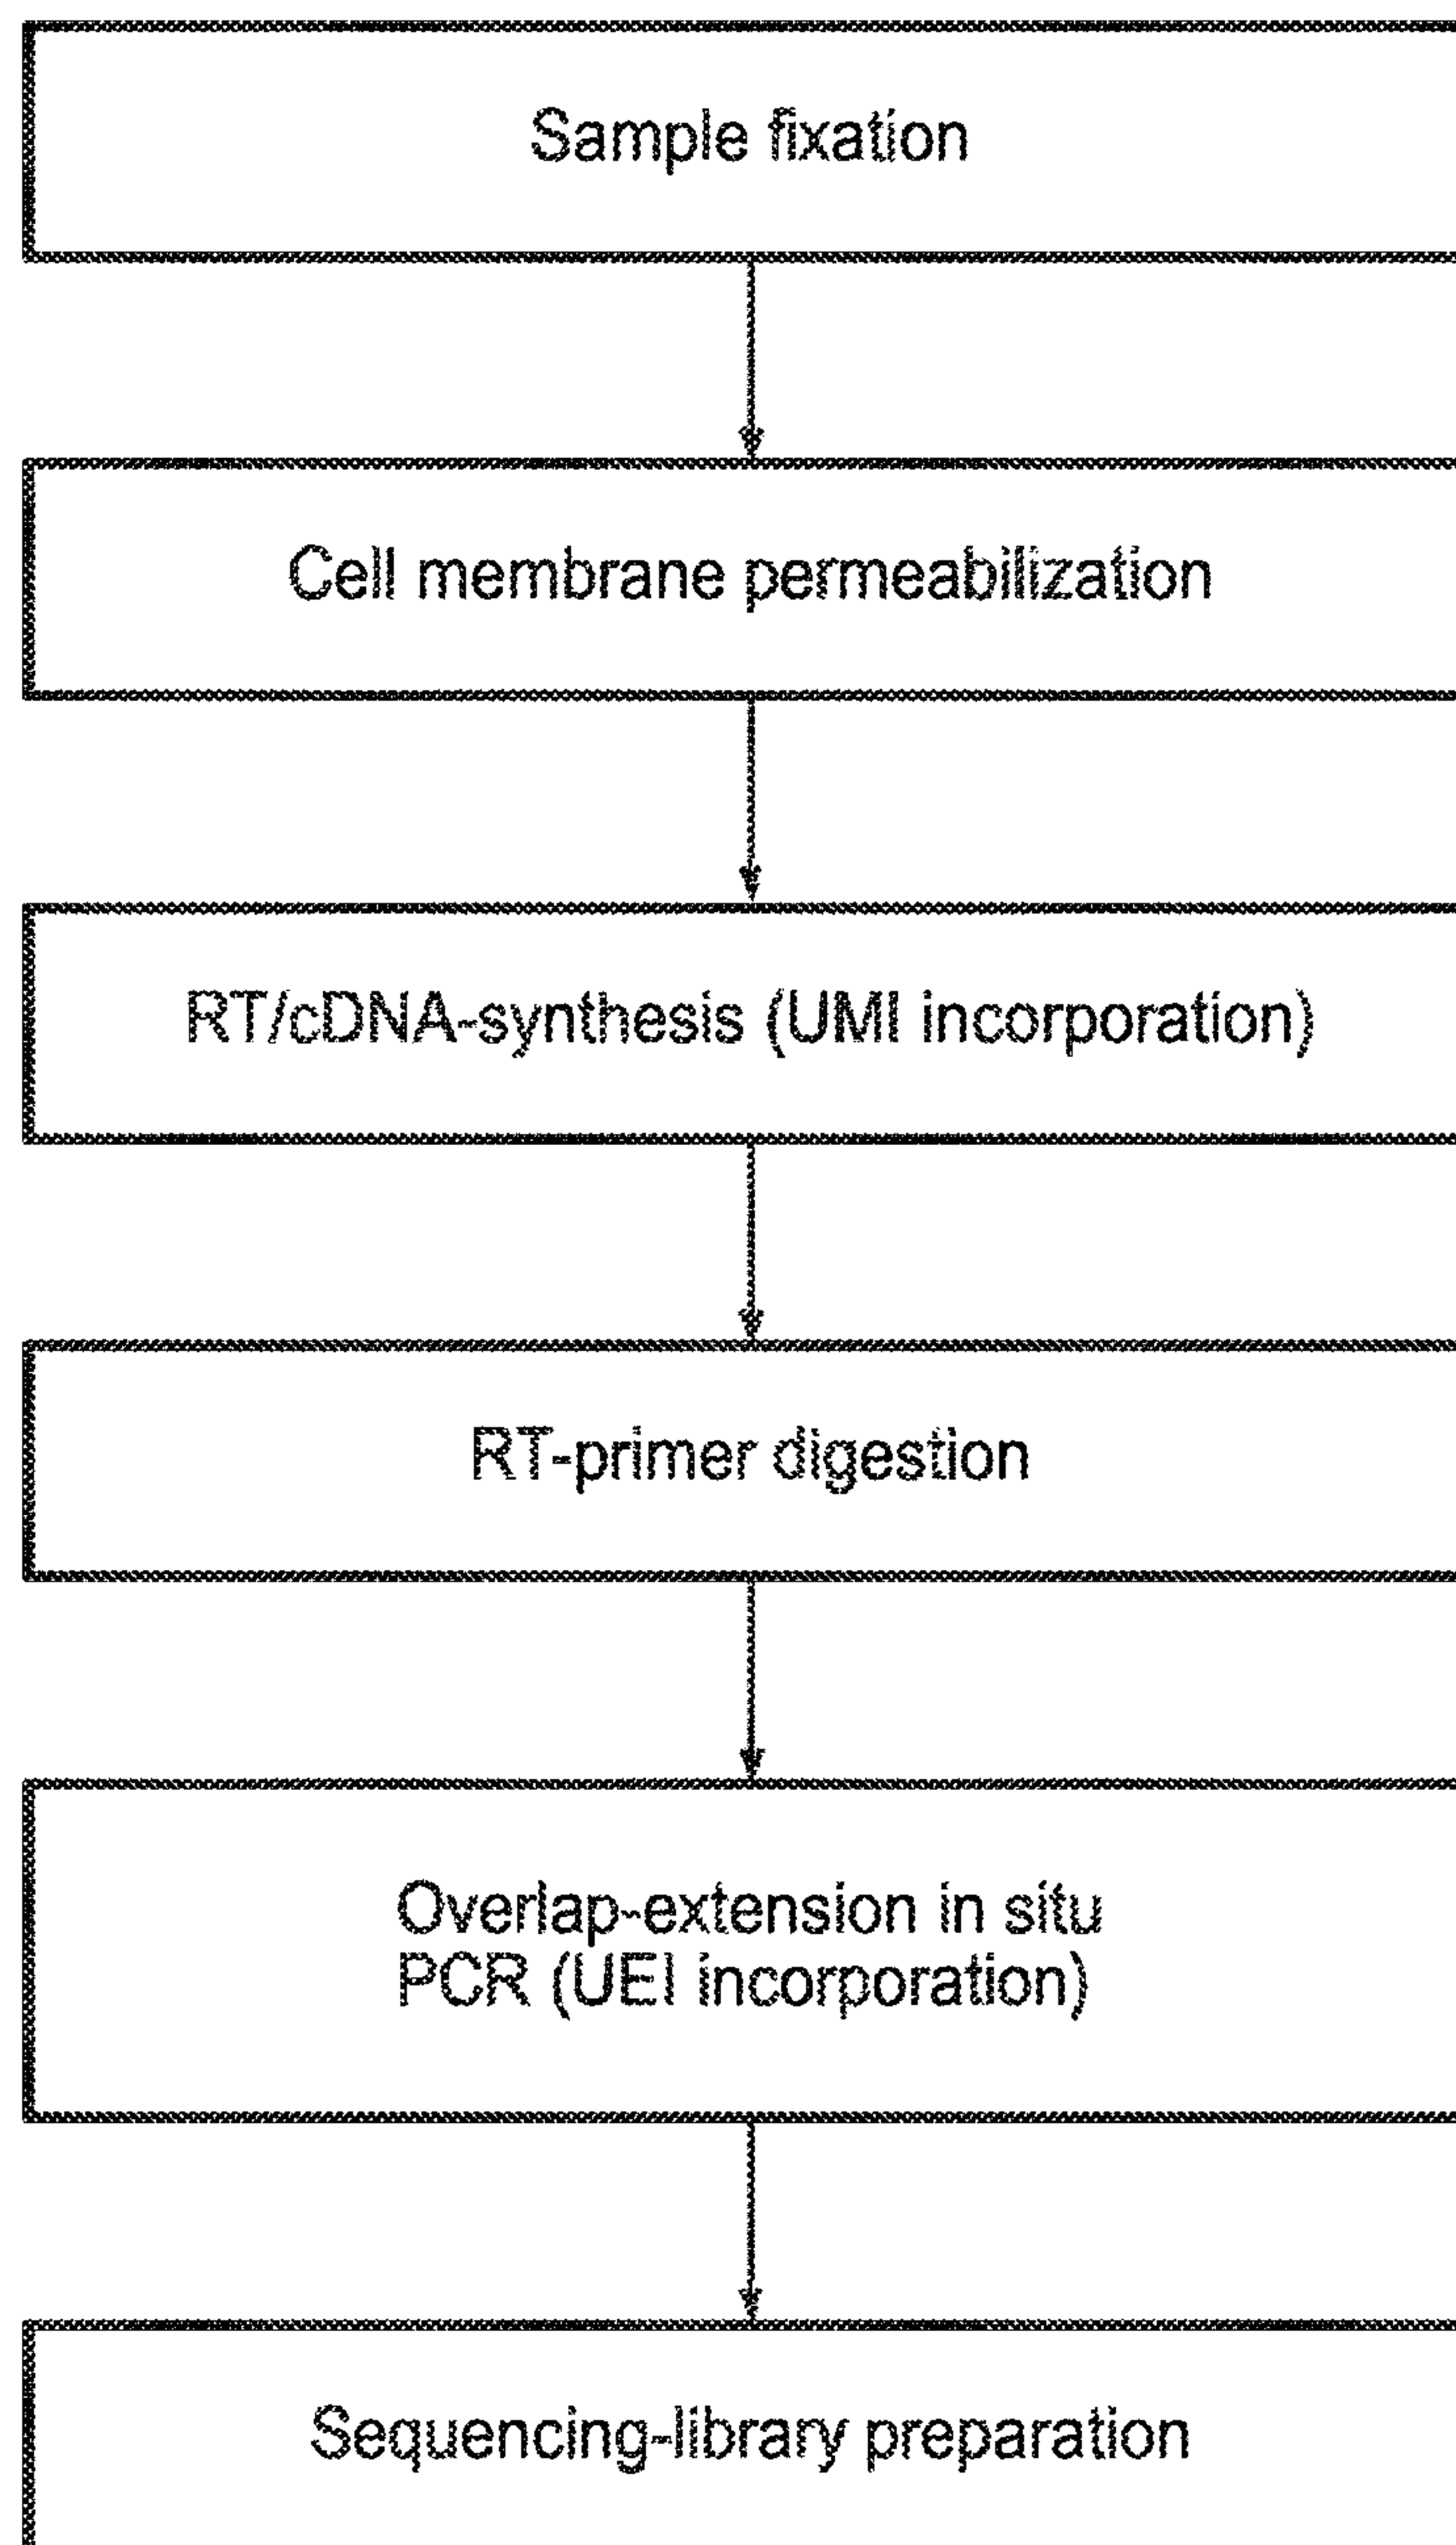 Sample fixation
Cell membrane permeabilization
RT/cDNA-synthesis (UMI incorporation)
RT-primer digestion
Overlap-extension in situ
PCR (UEI incorporation)
Sequencing-library preparation